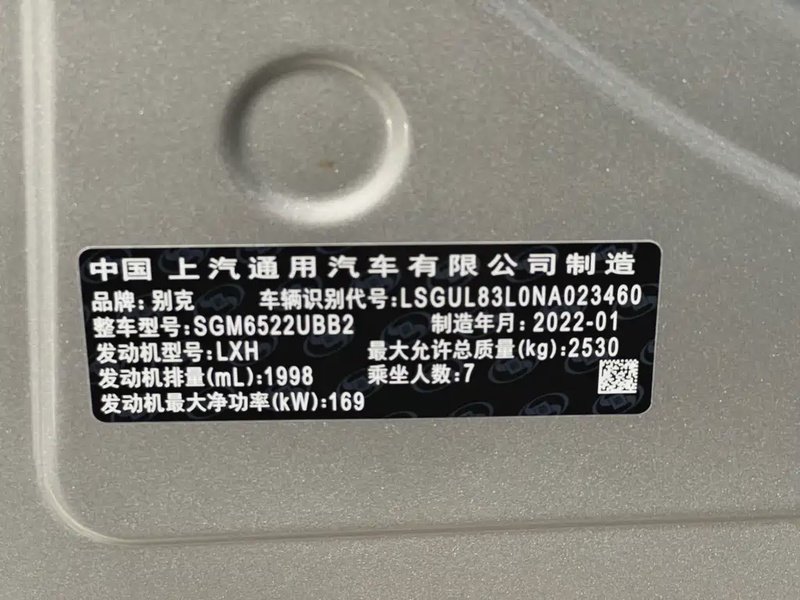 中国 上汽通用汽车有限公司制造
品牌:别克 车辆识别代号:LSGUL83L0NA023460
整车型号:SGM6522UBB2 制造年月:2022-01
发动机型号:LXH 最大允许总质量(kg):2530
发动机排量(mL):1998 乘坐人数:7
发动机最大净功率(kW):169